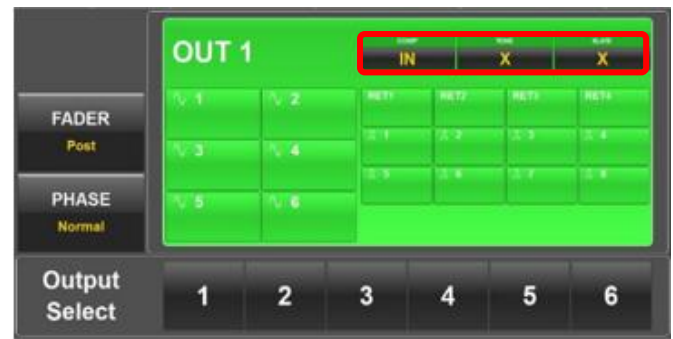 OUT 1
IN X X
1 2 RET1 RET2 RET3 RET4
FADER
Post
1 2 3 4
3 4
5 6 7 8
PHASE
Normal
5 6
Output
Select
1 2 3 4 5 6